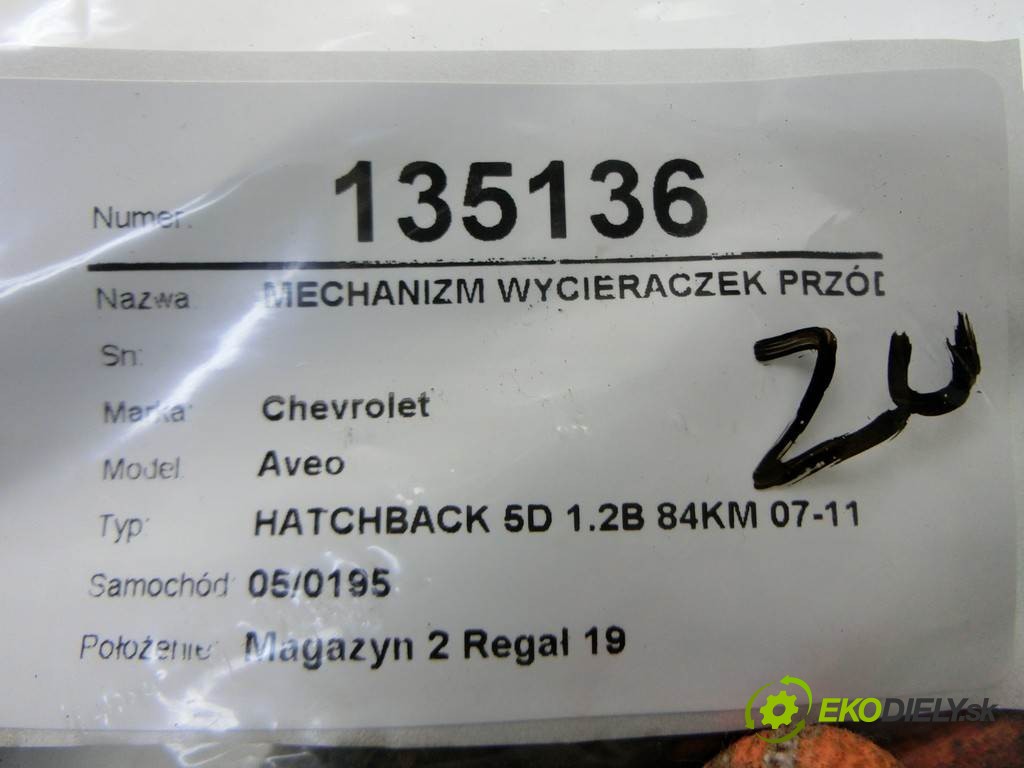 Numer: 135136
Nazwa: MECHANIZM WYCIERACZEK PRZÓD
Sn:
Marka: Chevrolet
Model: Aveo
Typ: HATCHBACK 5D 1.2B 84KM 07-11
Samochód: 05/0195
Położenie: Magazyn 2 Regał 19
EKODIELY.sk